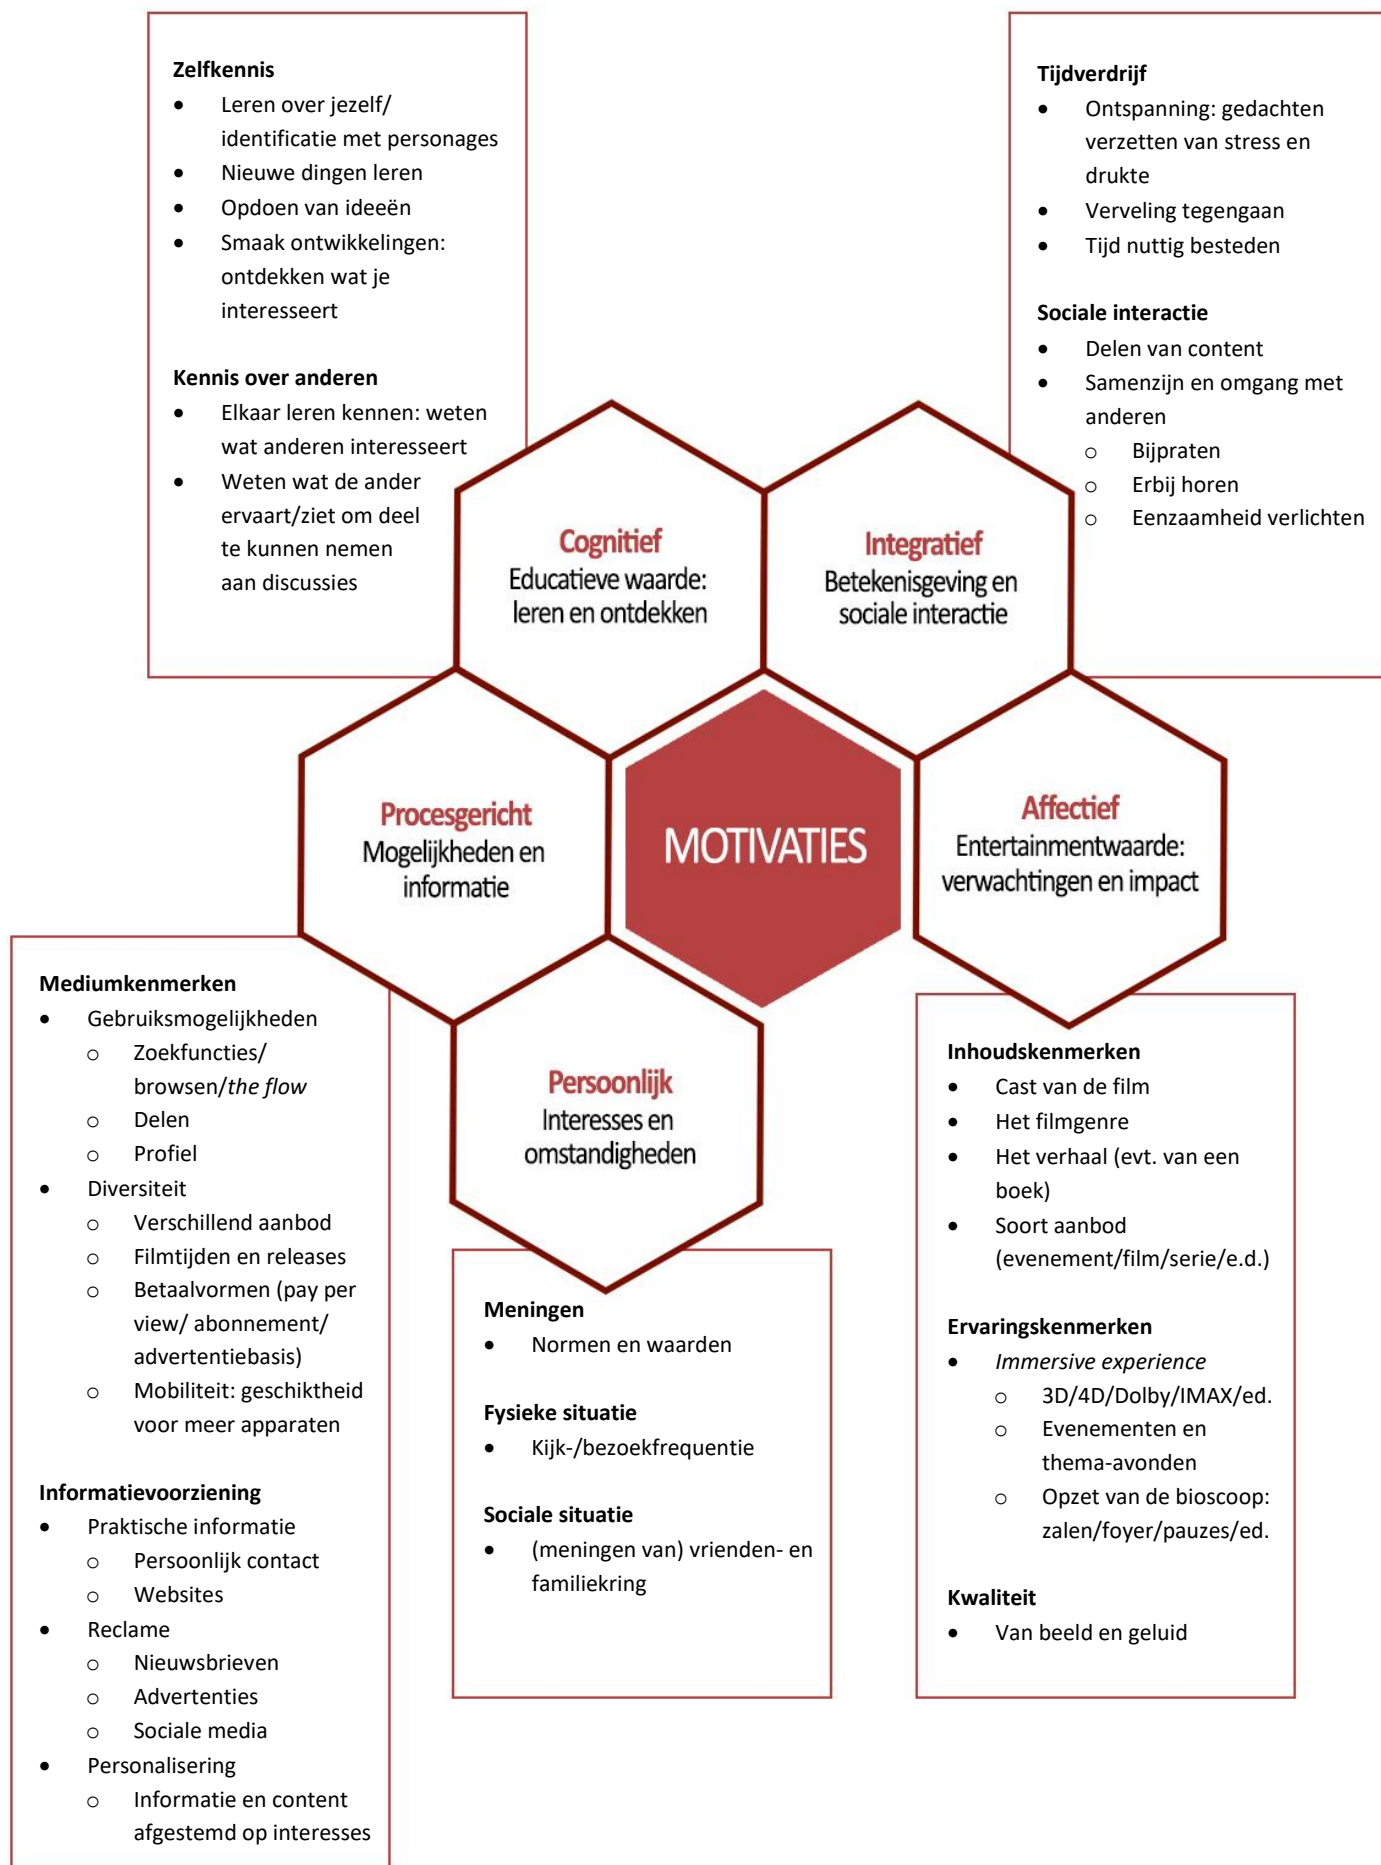 Zelfkennis
• Leren over jezelf/
identificatie met personages
• Nieuwe dingen leren
• Opdoen van ideeën
• Smaak ontwikkelingen:
ontdekken wat je
interesseert
Kennis over anderen
• Elkaar leren kennen: weten
wat anderen interesseert
• Weten wat de ander
ervaart/ziet om deel
te kunnen nemen
aan discussies
Tijdverdrijf
• Ontspanning: gedachten
verzetten van stress en
drukte
• Verveling tegengaan
• Tijd nuttig besteden
Sociale interactie
• Delen van content
• Samenzijn en omgang met
anderen
o Bijpraten
o Erbij horen
o Eenzaamheid verlichten
Cognitief
Educatieve waarde:
leren en ontdekken
Integratief
Betekenisgeving en
sociale interactie
Procesgericht
Mogelijkheden en
informatie
MOTIVATIES
Affectief
Entertainmentwaarde:
verwachtingen en impact
Persoonlijk
Interesses en
omstandigheden
Mediumkenmerken
• Gebruiksmogelijkheden
o Zoekfuncties/
browsen/the flow
o Delen
o Profiel
• Diversiteit
o Verschillend aanbod
o Filmtijden en releases
o Betaalvormen (pay per
view/ abonnement/
advertentiebasis)
o Mobiliteit: geschiktheid
voor meer apparaten
Informatievoorziening
• Praktische informatie
o Persoonlijk contact
o Websites
• Reclame
o Nieuwsbrieven
o Advertenties
o Sociale media
• Personalisering
o Informatie en content
afgestemd op interesses
Meningen
• Normen en waarden
Fysieke situatie
• Kijk-/bezoekfrequentie
Sociale situatie
• (meningen van) vrienden- en
familiekring
Inhoudskenmerken
• Cast van de film
• Het filmgenre
• Het verhaal (evt. van een
boek)
• Soort aanbod
(evenement/film/serie/e.d.)
Ervaringskenmerken
• Immersive experience
o 3D/4D/Dolby/IMAX/ed.
o Evenementen en
thema-avonden
o Opzet van de bioscoop:
zalen/foyer/pauzes/ed.
Kwaliteit
• Van beeld en geluid